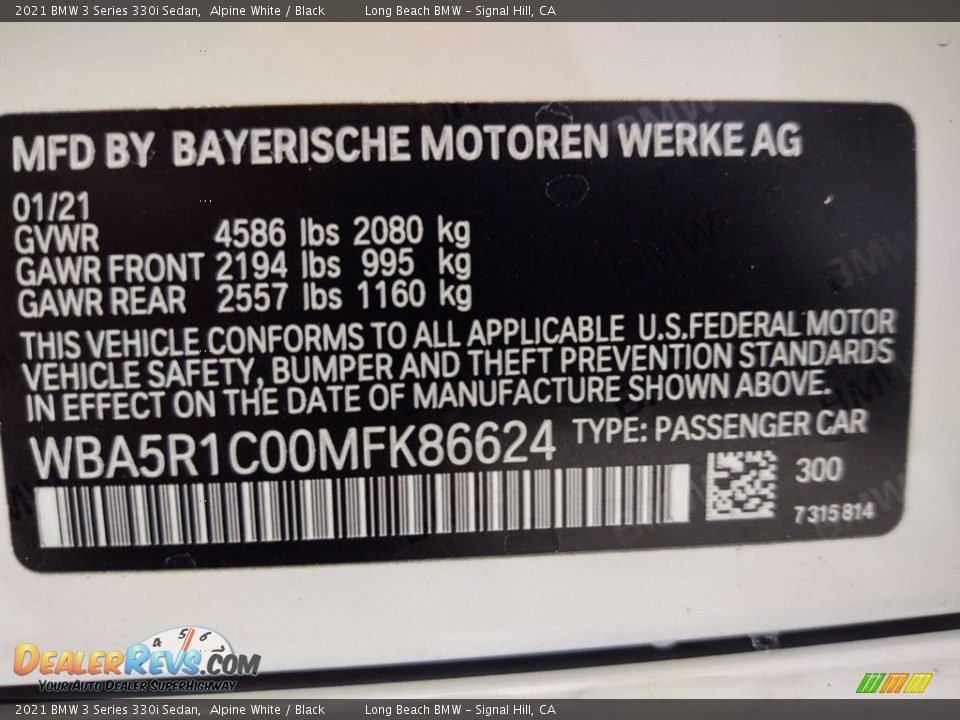 2021 BMW 3 Series 330i Sedan, Alpine White / Black Long Beach BMW - Signal Hill, CA
MFD BY BAYERISCHE MOTOREN WERKE AG
01/21
GVWR 4586 lbs 2080 kg
GAWR FRONT 2194 lbs 995 kg
GAWR REAR 2557 lbs 1160 kg
THIS VEHICLE CONFORMS TO ALL APPLICABLE U.S.FEDERAL MOTOR
VEHICLE SAFETY, BUMPER AND THEFT PREVENTION STANDARDS
IN EFFECT ON THE DATE OF MANUFACTURE SHOWN ABOVE.
WBA5R1C00MFK86624 TYPE: PASSENGER CAR
300
7315814
4 5 6
DEALERREVS.COM
YOUR AUTO DEALER SUPERHIGHWAY
2021 BMW 3 Series 330i Sedan, Alpine White / Black Long Beach BMW - Signal Hill, CA